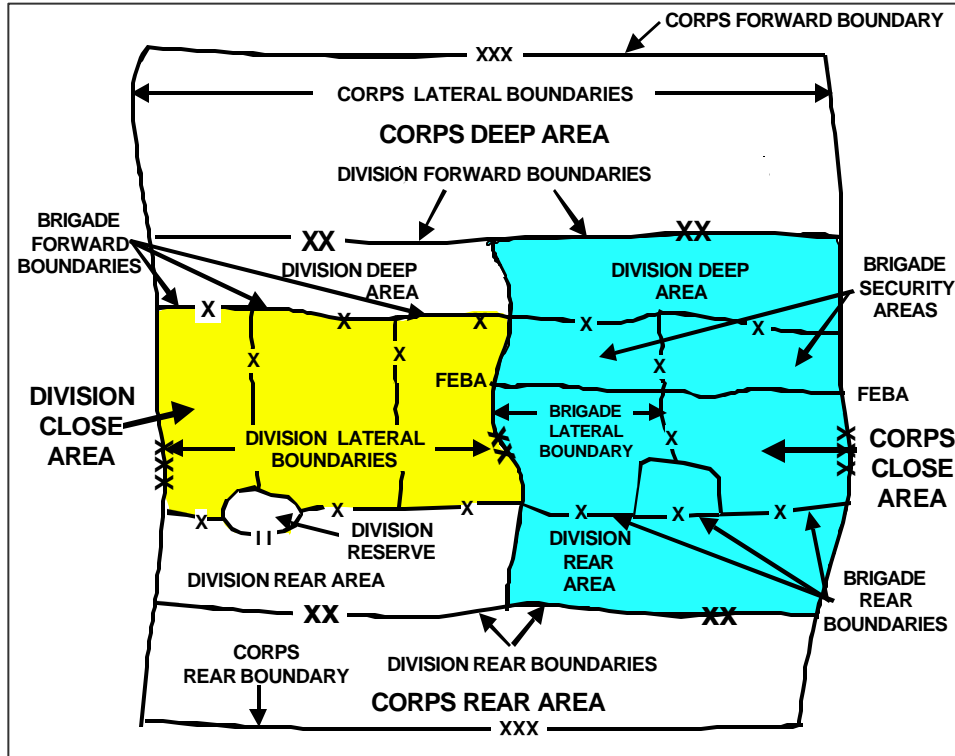 CORPS FORWARD BOUNDARY
XXX
CORPS LATERAL BOUNDARIES
CORPS DEEP AREA
DIVISION FORWARD BOUNDARIES
BRIGADE
FORWARD
BOUNDARIES
XX
XX
DIVISION DEEP
AREA
DIVISION DEEP
AREA
BRIGADE
SECURITY
AREAS
X
X
X
X
X
X
X
X
FEBA
FEBA
DIVISION
CLOSE
AREA
DIVISION LATERAL
BOUNDARIES
BRIGADE
LATERAL
BOUNDARY
X
XXX
XX
XXX
CORPS
CLOSE
AREA
X
X
X
X
X
X
II
DIVISION
RESERVE
DIVISION REAR AREA
DIVISION
REAR
AREA
BRIGADE
REAR
BOUNDARIES
XX
XX
CORPS
REAR BOUNDARY
DIVISION REAR BOUNDARIES
CORPS REAR AREA
XXX